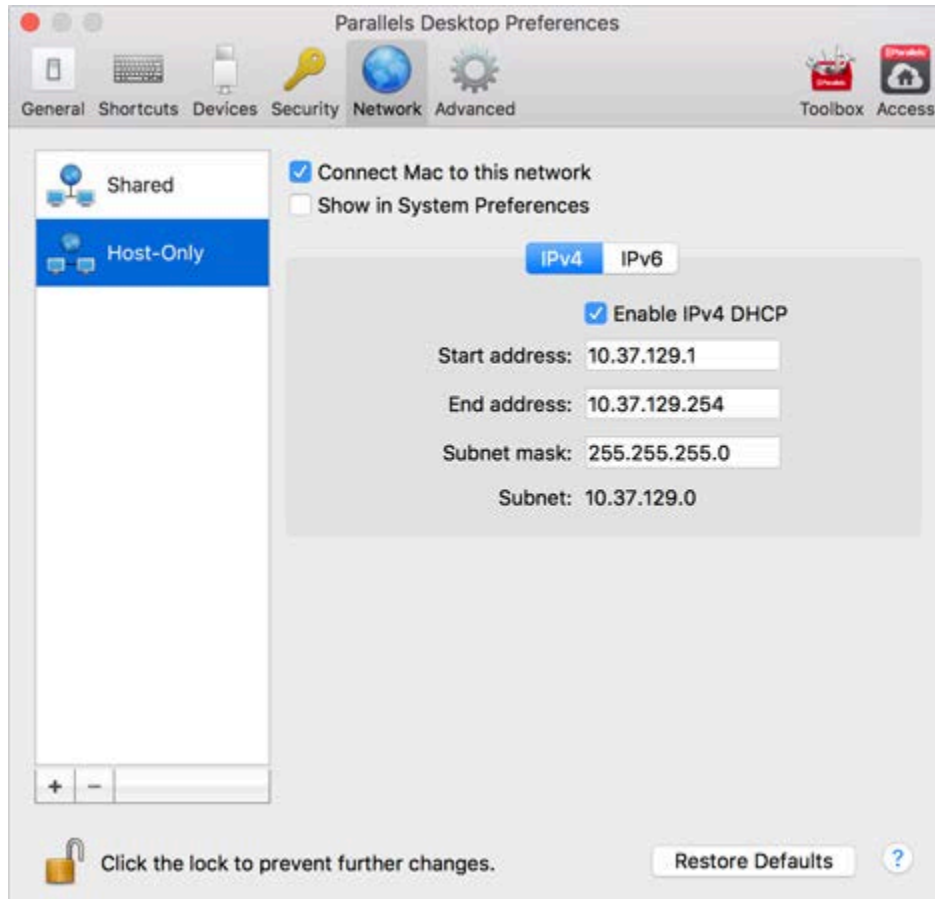 Parallels Desktop Preferences
General Shortcuts Devices Security Network Advanced Toolbox Access
Shared
Host-Only
Connect Mac to this network
Show in System Preferences
IPv4 IPv6
Enable IPv4 DHCP
Start address: 10.37.129.1
End address: 10.37.129.254
Subnet mask: 255.255.255.0
Subnet: 10.37.129.0
+ −
Click the lock to prevent further changes.
Restore Defaults ?